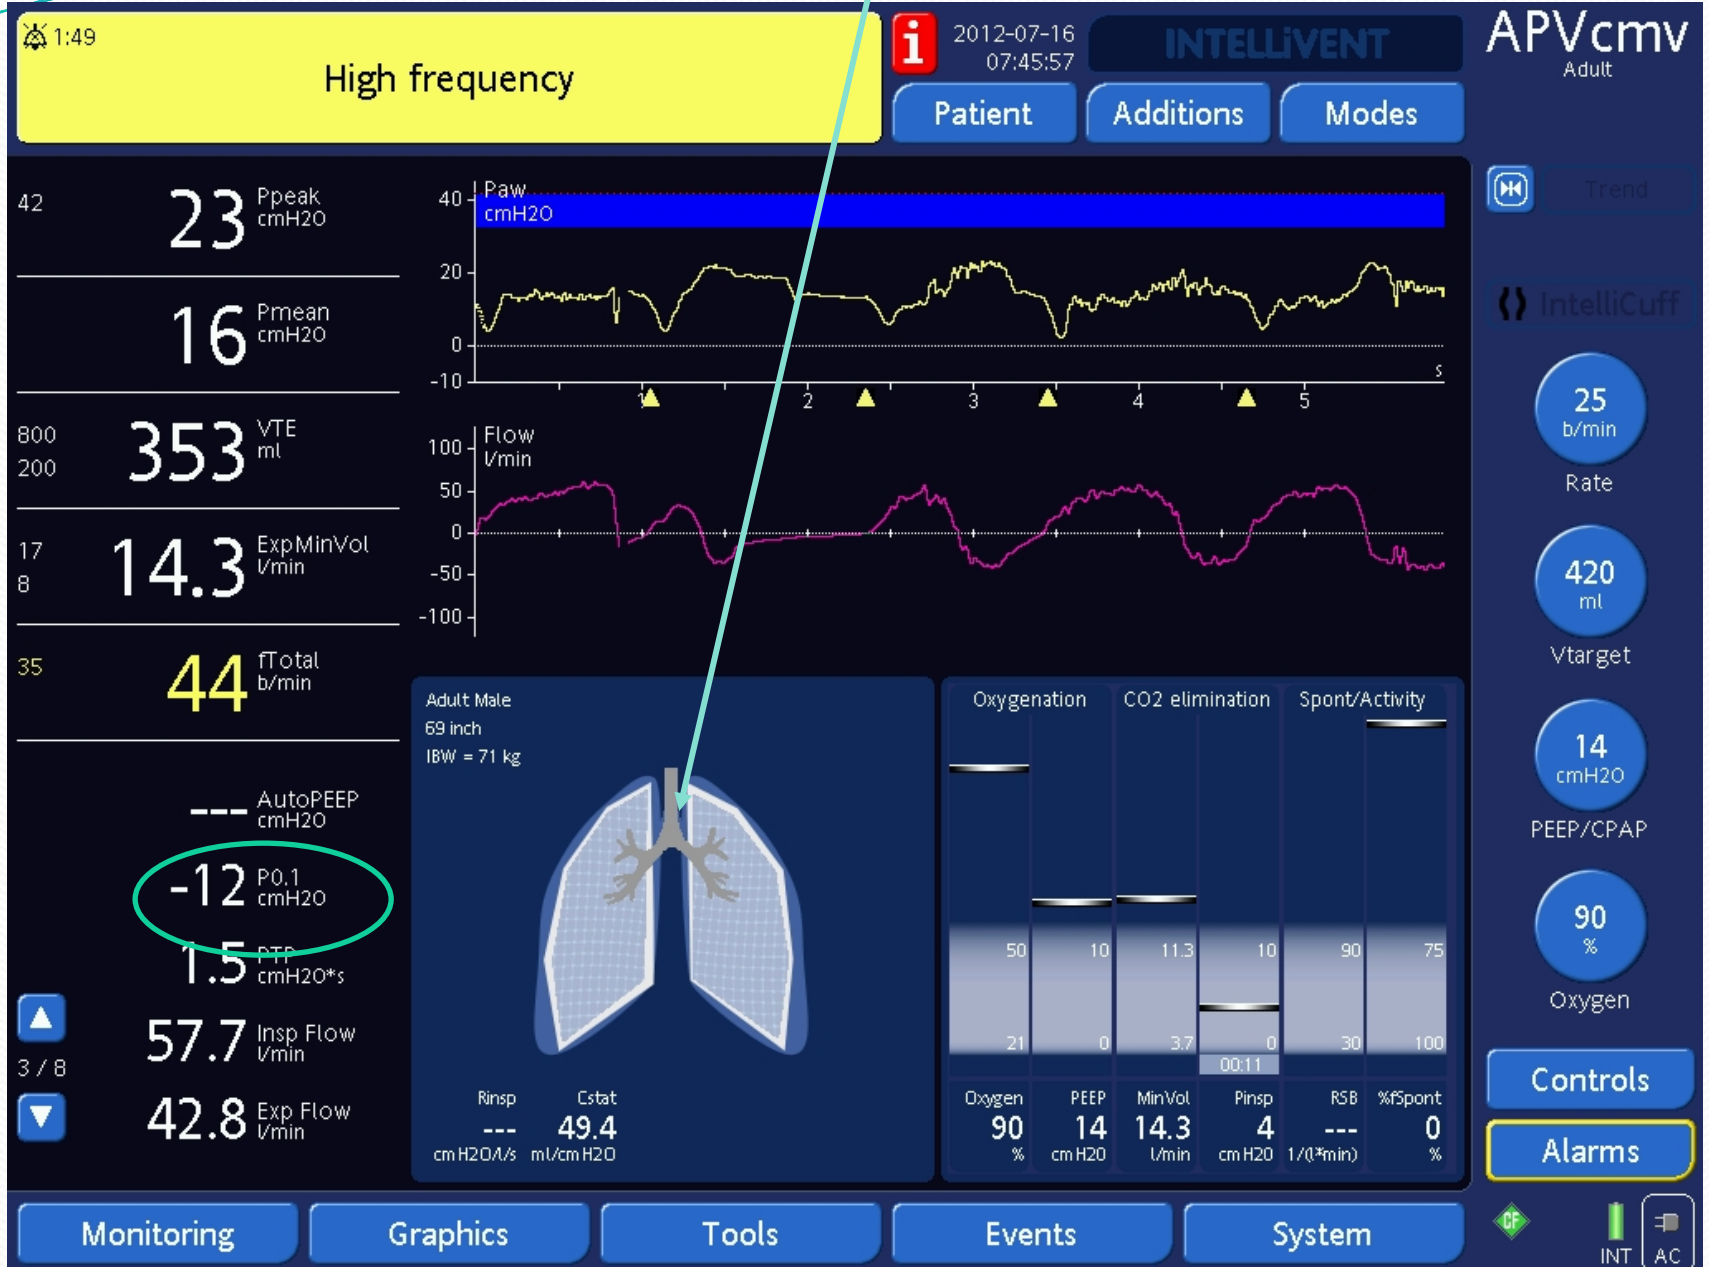 1:49
High frequency
2012-07-16
07:45:57
INTELLiVENT
APVcmv
Adult
Patient
Additions
Modes
42
23
Ppeak
cmH2O
16
Pmean
cmH2O
800
200
353
VTE
ml
17
8
14.3
ExpMinVol
l/min
35
44
fTotal
b/min
---
AutoPEEP
cmH2O
-12
P0.1
cmH2O
1.5
PTP
cmH2O*s
3 / 8
57.7
Insp Flow
l/min
42.8
Exp Flow
l/min
Paw
cmH2O
40
20
0
-10
1 2 3 4 5
s
Flow
l/min
100
50
0
-50
-100
Adult Male
69 inch
IBW = 71 kg
Rinsp
---
cmH2O/l/s
Cstat
49.4
ml/cmH2O
Oxygenation
CO2 elimination
Spont/Activity
50 10 11.3 10 90 75
21 0 3.7 0 30 100
00:11
Oxygen PEEP MinVol Pinsp RSB %fSpont
90 14 14.3 4 --- 0
% cmH2O l/min cmH2O 1/(l*min) %
Trend
IntelliCuff
25
b/min
Rate
420
ml
Vtarget
14
cmH2O
PEEP/CPAP
90
%
Oxygen
Controls
Alarms
Monitoring
Graphics
Tools
Events
System
CF
INT
AC